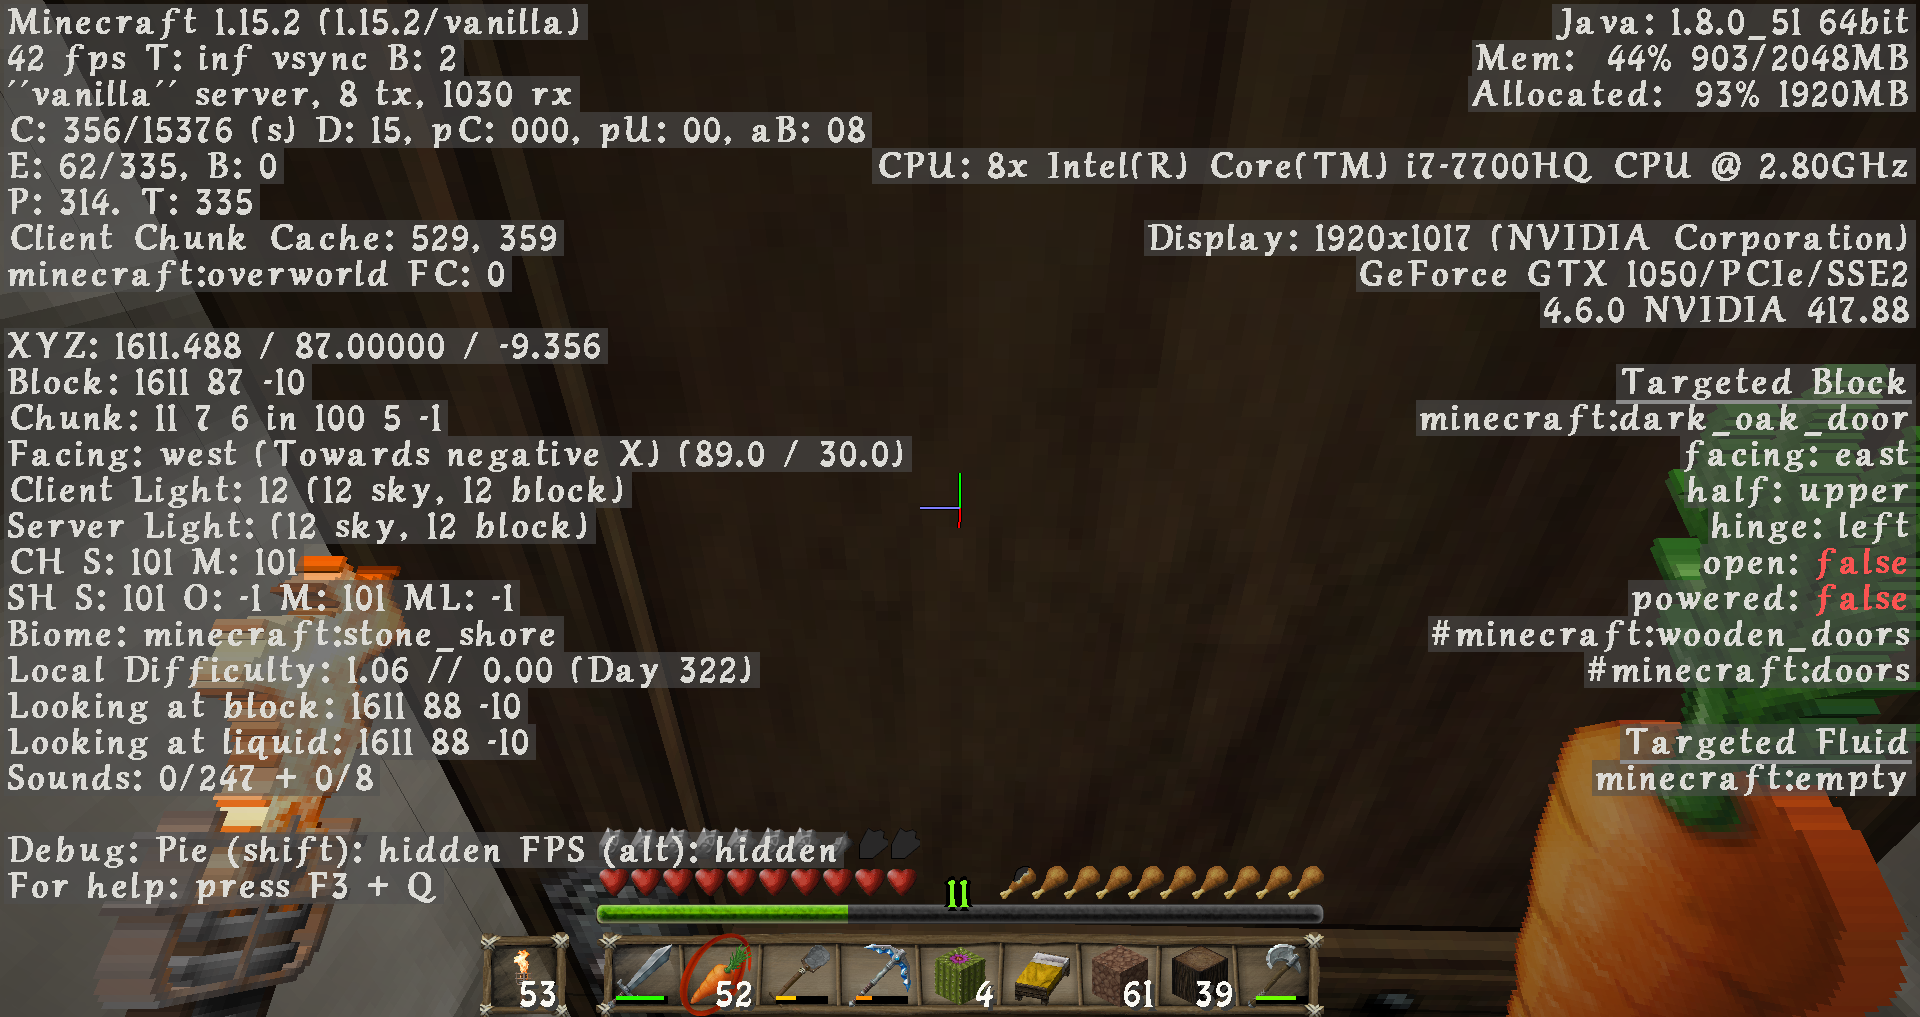 Minecraft 1.15.2 (1.15.2/vanilla)
42 fps T: inf vsync B: 2
''vanilla'' server, 8 tx, 1030 rx
C: 356/15376 (s) D: 15, pC: 000, pU: 00, aB: 08
E: 62/335, B: 0
P: 314. T: 335
Client Chunk Cache: 529, 359
minecraft:overworld FC: 0
XYZ: 1611.488 / 87.00000 / -9.356
Block: 1611 87 -10
Chunk: 11 7 6 in 100 5 -1
Facing: west (Towards negative X) (89.0 / 30.0)
Client Light: 12 (12 sky, 12 block)
Server Light: (12 sky, 12 block)
CH S: 101 M: 101
SH S: 101 O: -1 M: 101 ML: -1
Biome: minecraft:stone_shore
Local Difficulty: 1.06 // 0.00 (Day 322)
Looking at block: 1611 88 -10
Looking at liquid: 1611 88 -10
Sounds: 0/247 + 0/8
Debug: Pie (shift): hidden FPS (alt): hidden
For help: press F3 + Q
Java: 1.8.0_51 64bit
Mem: 44% 903/2048MB
Allocated: 93% 1920MB
CPU: 8x Intel(R) Core(TM) i7-7700HQ CPU @ 2.80GHz
Display: 1920x1017 (NVIDIA Corporation)
GeForce GTX 1050/PCIe/SSE2
4.6.0 NVIDIA 417.88
Targeted Block
minecraft:dark_oak_door
facing: east
half: upper
hinge: left
open: false
powered: false
#minecraft:wooden_doors
#minecraft:doors
Targeted Fluid
minecraft:empty
11
53 52 4 61 39